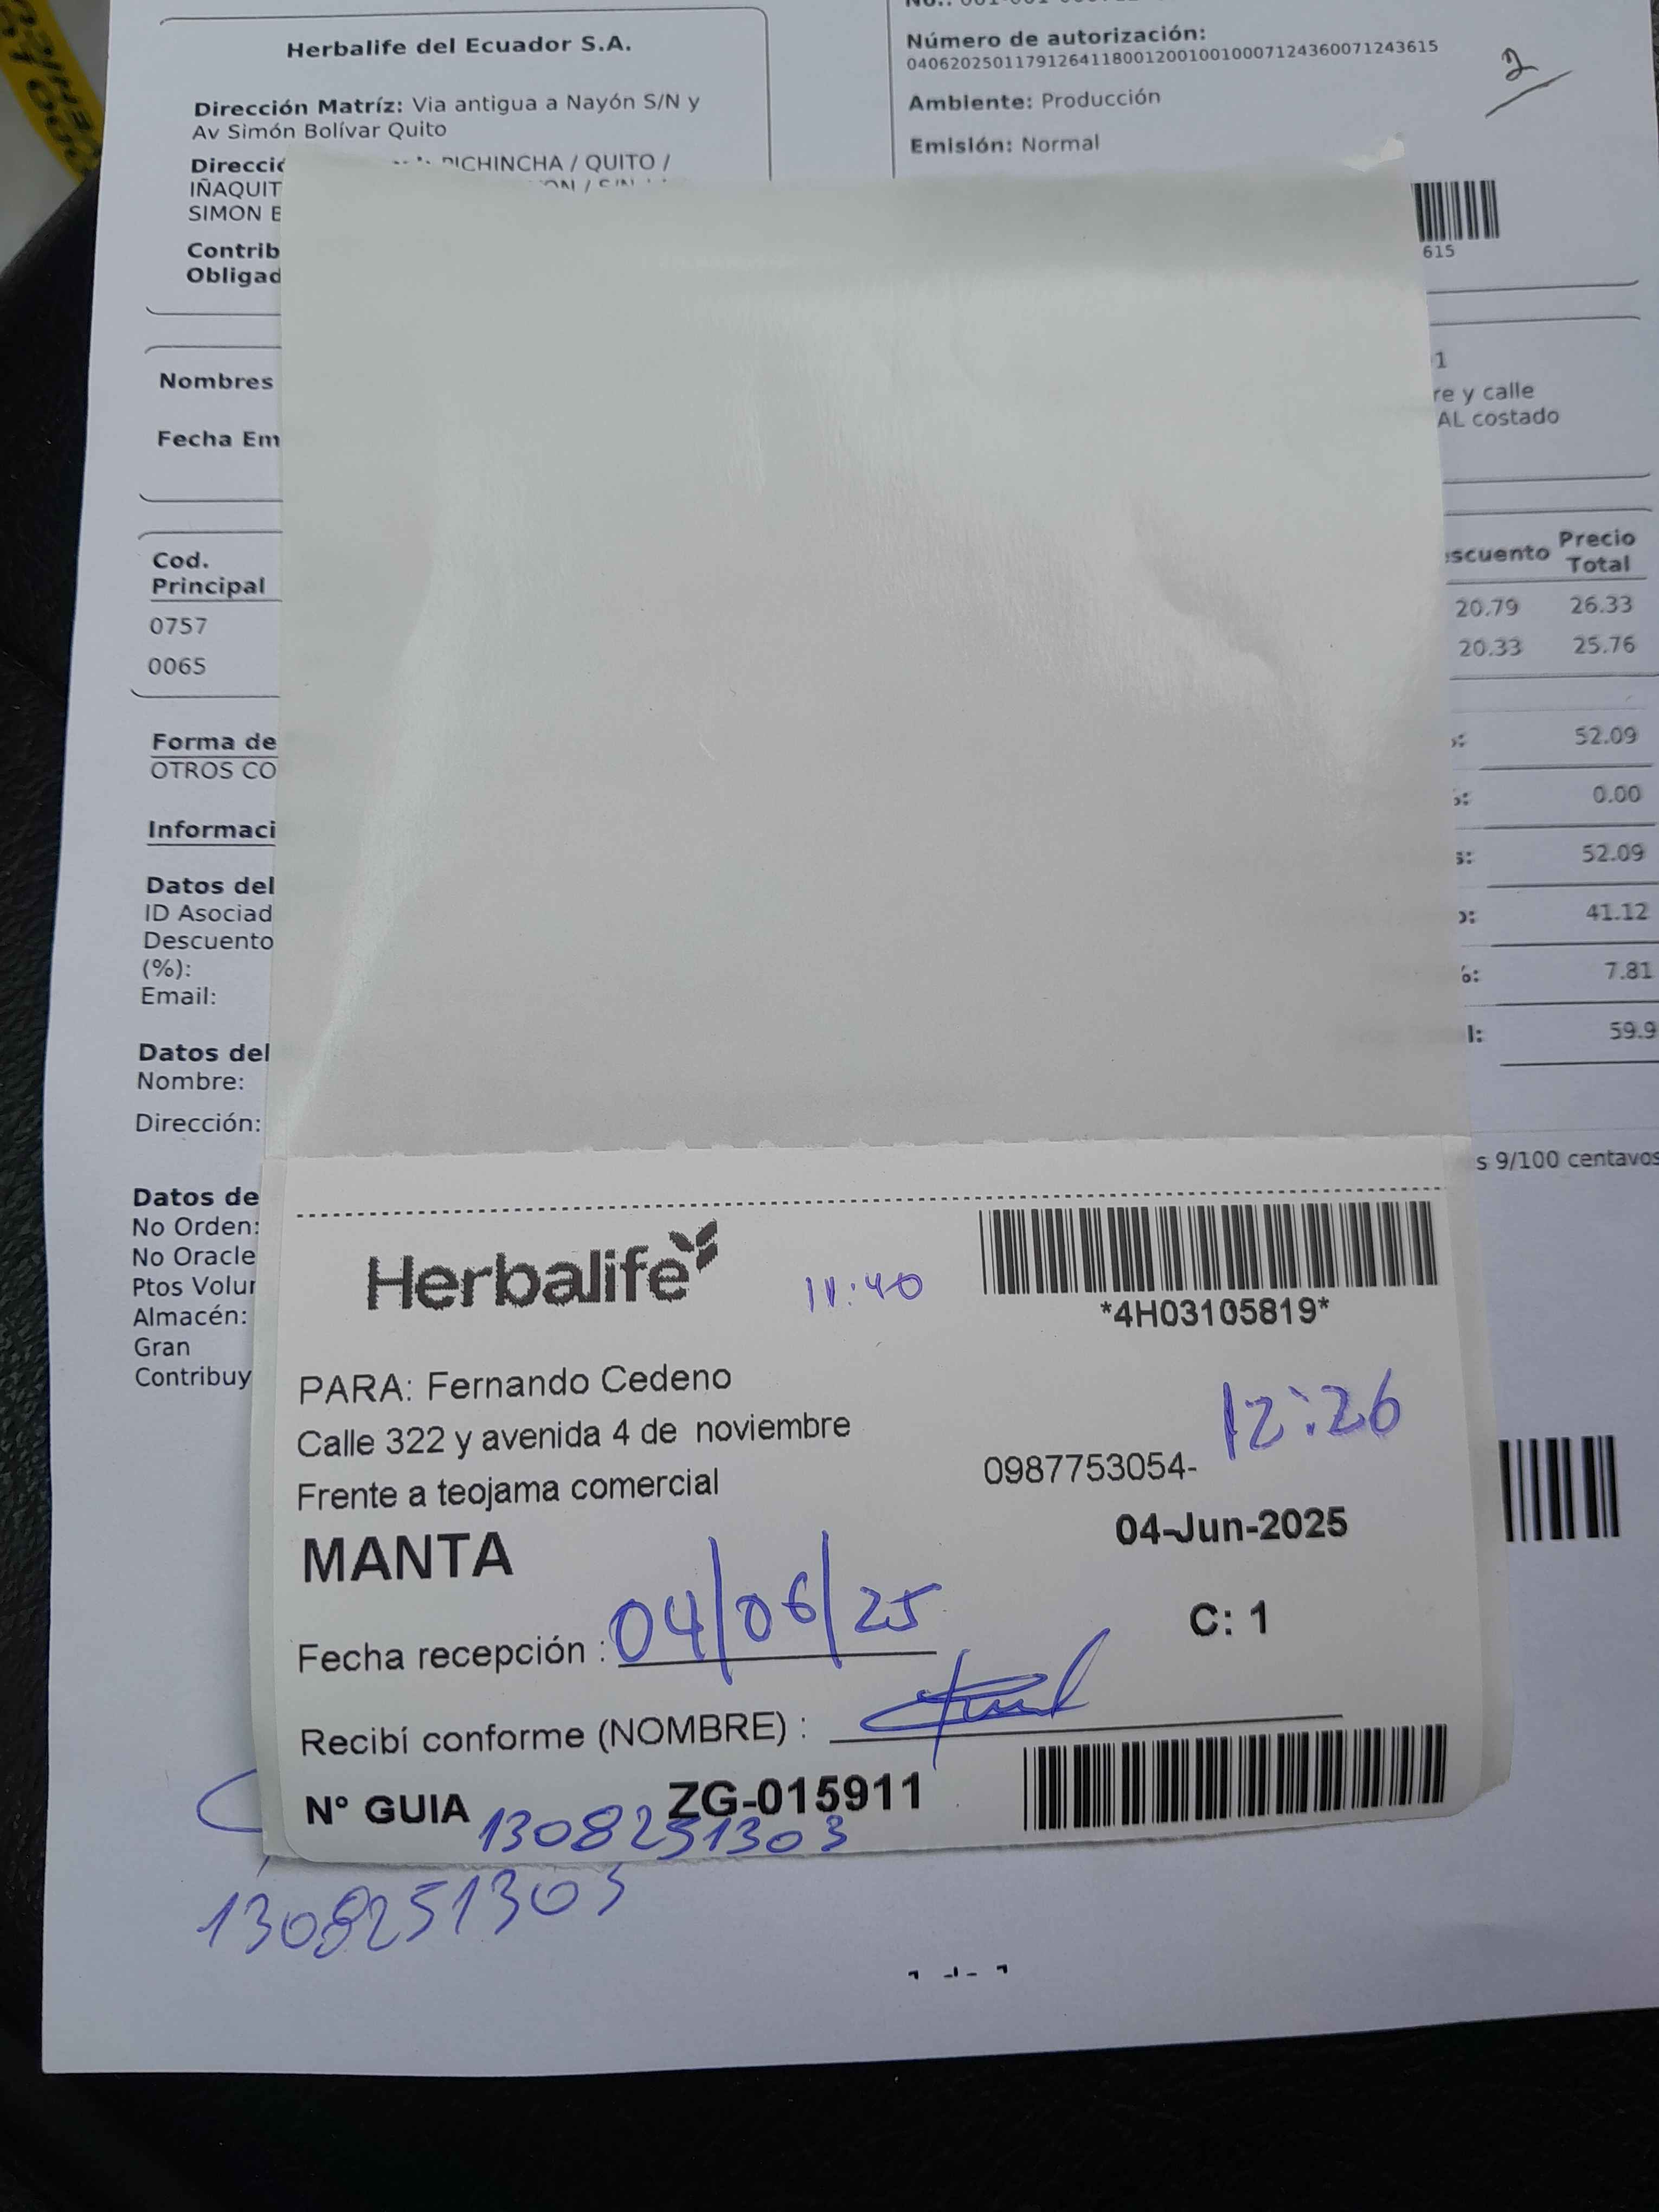 Herbalife del Ecuador S.A.
Dirección Matríz: Via antigua a Nayón S/N y
Av Simón Bolívar Quito
PICHINCHA / QUITO /
IÑAQUIT
SIMON
Contrib
Obligad
Número de autorización:
0406202501179126411800120010010007124360071243615
Ambiente: Producción
Emisión: Normal
2
615
Nombres
Fecha Em
1
re y calle
AL costado
Cod.
Principal
scuento
Precio
Total
0757
20.79 26.33
0065
20.33 25.76
Forma de
OTROS CO
Informaci
52.09
0.00
52.09
41.12
7.81
59.9
Datos del
ID Asociad
Descuento
(%):
Email:
Datos del
Nombre:
Dirección:
s 9/100 centavos
Datos de
No Orden:
No Oracle
Ptos Volu
Almacén:
Gran
Contribuy
Herbalife
11:40
*4H03105819*
PARA: Fernando Cedeno
Calle 322 y avenida 4 de noviembre
Frente a teojama comercial
12:26
0987753054-
MANTA
04-Jun-2025
Fecha recepción : 04/06/25
C: 1
Recibí conforme (NOMBRE) :
N° GUIA ZG-015911
1308251303
1308251303